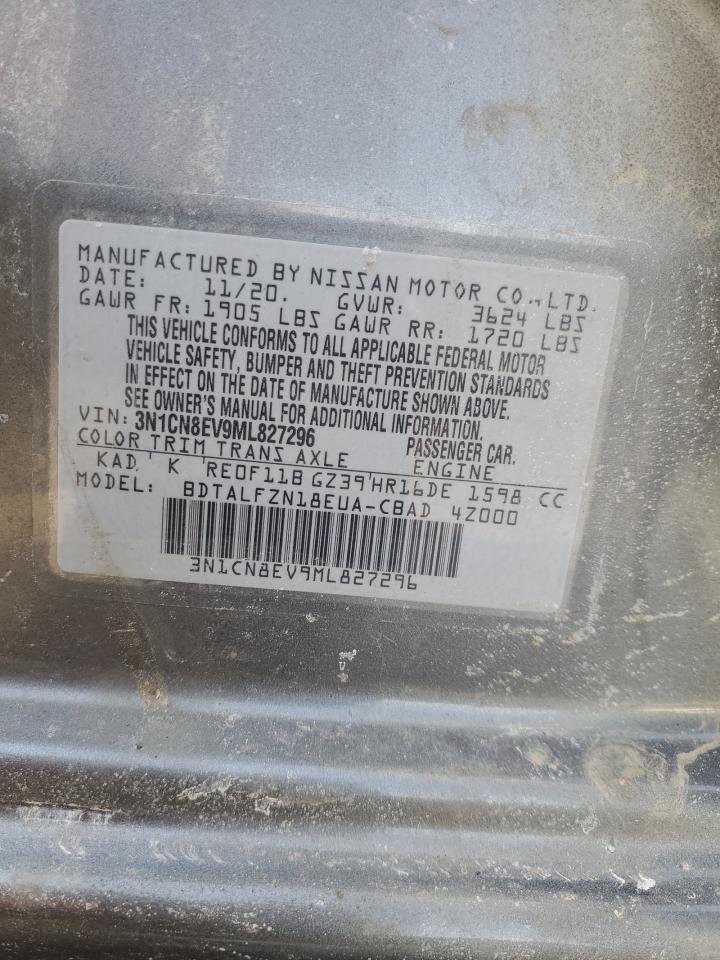 MANUFACTURED BY NISSAN MOTOR CO.,LTD.
DATE: 11/20. GVWR: 3624 LBS
GAWR FR: 1905 LBS GAWR RR: 1720 LBS
THIS VEHICLE CONFORMS TO ALL APPLICABLE FEDERAL MOTOR
VEHICLE SAFETY, BUMPER AND THEFT PREVENTION STANDARDS
IN EFFECT ON THE DATE OF MANUFACTURE SHOWN ABOVE.
SEE OWNER'S MANUAL FOR ADDITIONAL INFORMATION.
VIN: 3N1CN8EV9ML827296 PASSENGER CAR.
COLOR TRIM TRANS AXLE ENGINE
KAD ' K 'RE0F11B GZ39'HR16DE 1598 CC
MODEL: BDTALFZN18EUA-CBAD 4Z000
3N1CN8EV9ML827296